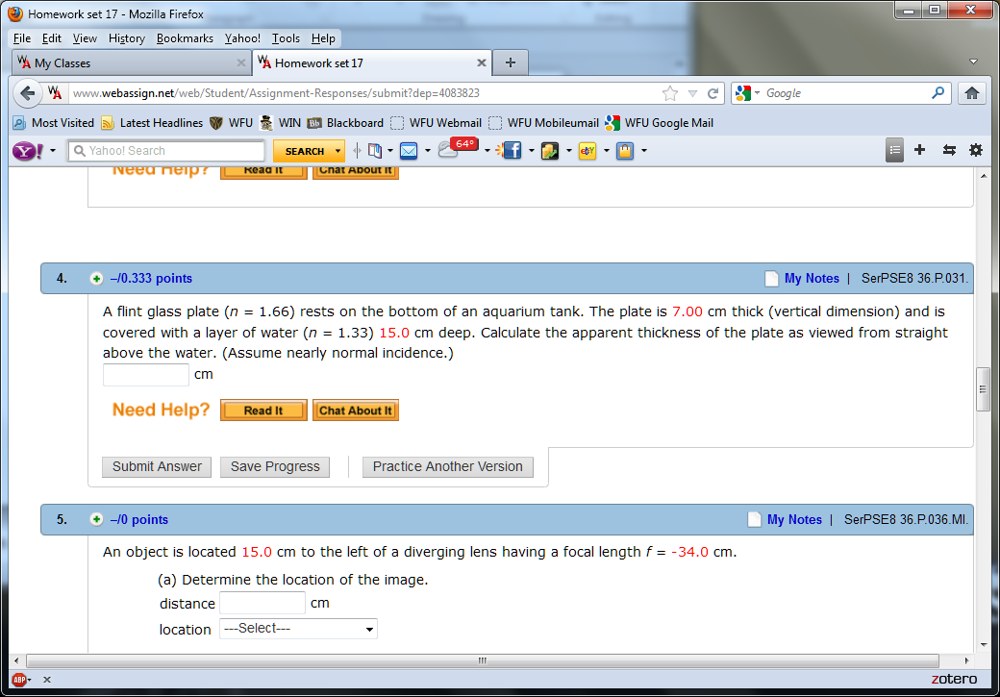 Homework set 17 - Mozilla Firefox
File Edit View History Bookmarks Yahoo! Tools Help
My Classes
Homework set 17
www.webassign.net/web/Student/Assignment-Responses/submit?dep=4083823
Google
Most Visited Latest Headlines WFU WIN Bb Blackboard WFU Webmail WFU Mobileumail WFU Google Mail
Y! Yahoo! Search SEARCH 64° f eBY
Need Help? Read It Chat About It
4. –/0.333 points My Notes | SerPSE8 36.P.031.
A flint glass plate (n = 1.66) rests on the bottom of an aquarium tank. The plate is 7.00 cm thick (vertical dimension) and is
covered with a layer of water (n = 1.33) 15.0 cm deep. Calculate the apparent thickness of the plate as viewed from straight
above the water. (Assume nearly normal incidence.)
cm
Need Help? Read It Chat About It
Submit Answer Save Progress Practice Another Version
5. –/0 points My Notes | SerPSE8 36.P.036.MI.
An object is located 15.0 cm to the left of a diverging lens having a focal length f = -34.0 cm.
(a) Determine the location of the image.
distance cm
location ---Select---
ABP x zotero